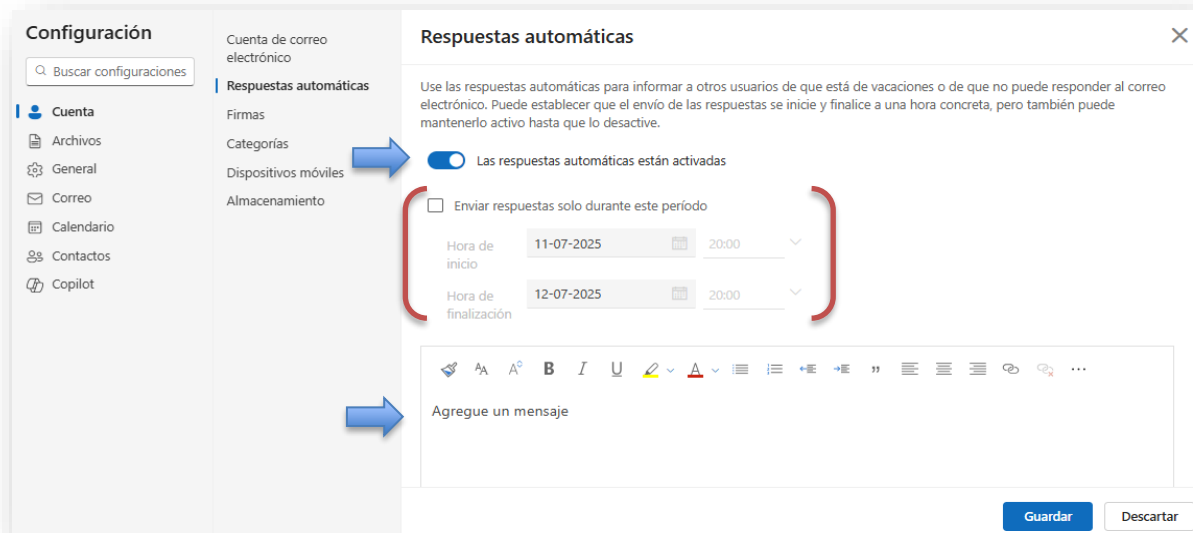 Configuración
Buscar configuraciones
Cuenta
Archivos
General
Correo
Calendario
Contactos
Copilot
Cuenta de correo
electrónico
Respuestas automáticas
Firmas
Categorías
Dispositivos móviles
Almacenamiento
Respuestas automáticas
Use las respuestas automáticas para informar a otros usuarios de que está de vacaciones o de que no puede responder al correo
electrónico. Puede establecer que el envío de las respuestas se inicie y finalice a una hora concreta, pero también puede
mantenerlo activo hasta que lo desactive.
Las respuestas automáticas están activadas
Enviar respuestas solo durante este período
Hora de
inicio
11-07-2025
20:00
Hora de
finalización
12-07-2025
20:00
Agregue un mensaje
Guardar
Descartar